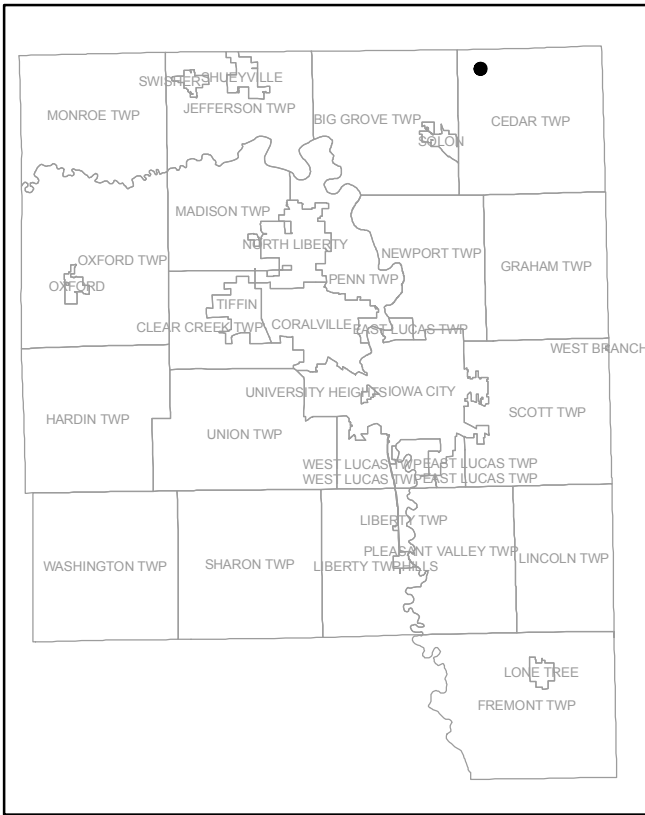 SWISHER
SHUEYVILLE
MONROE TWP
JEFFERSON TWP
BIG GROVE TWP
CEDAR TWP
SOLON
MADISON TWP
NORTH LIBERTY
NEWPORT TWP
OXFORD TWP
GRAHAM TWP
PENN TWP
OXFORD
TIFFIN
CLEAR CREEK TWP
CORALVILLE
EAST LUCAS TWP
WEST BRANCH
UNIVERSITY HEIGHTS
IOWA CITY
HARDIN TWP
SCOTT TWP
UNION TWP
WEST LUCAS TWP
EAST LUCAS TWP
WEST LUCAS TWP
EAST LUCAS TWP
LIBERTY TWP
PLEASANT VALLEY TWP
LINCOLN TWP
WASHINGTON TWP
SHARON TWP
LIBERTY TWP
HILLS
LONE TREE
FREMONT TWP